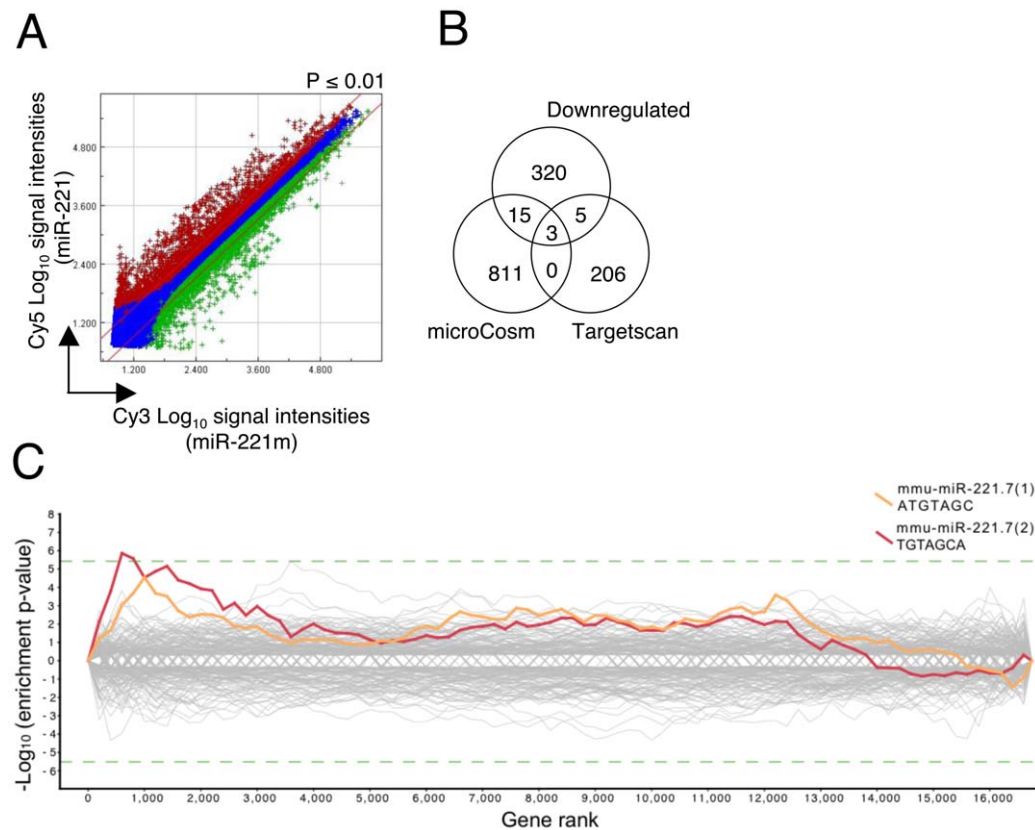 A
P ≤ 0.01
Cy5 Log₁₀ signal intensities
(miR-221)
4.800
3.600
2.400
1.200
1.200 2.400 3.600 4.800
Cy3 Log₁₀ signal intensities
(miR-221m)
B
Downregulated
320
15 5
3
811 0 206
microCosm Targetscan
C
mmu-miR-221.7(1)
ATGTAGC
mmu-miR-221.7(2)
TGTAGCA
-Log₁₀ (enrichment p-value)
8
7
6
5
4
3
2
1
0
- 1
- 2
- 3
- 4
- 5
- 6
0 1,000 2,000 3,000 4,000 5,000 6,000 7,000 8,000 9,000 10,000 11,000 12,000 13,000 14,000 15,000 16,000
Gene rank